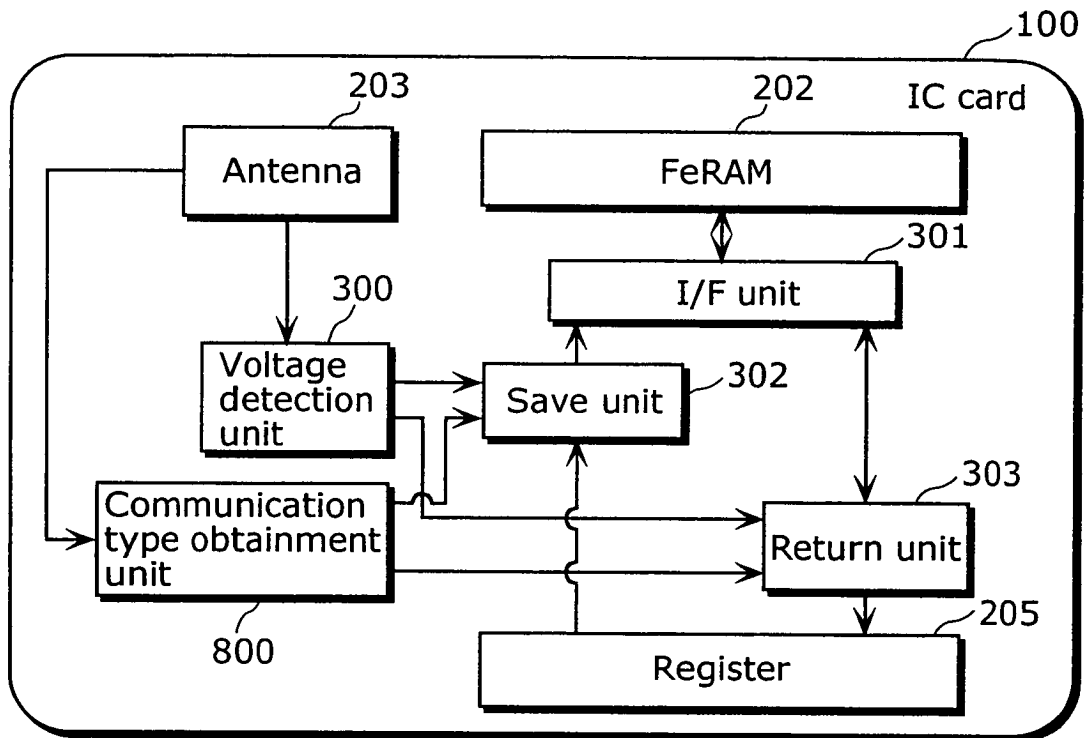 100
IC card
203
202
Antenna
FeRAM
301
I/F unit
300
Voltage
detection
unit
302
Save unit
303
Communication
type obtainment
unit
Return unit
800
205
Register